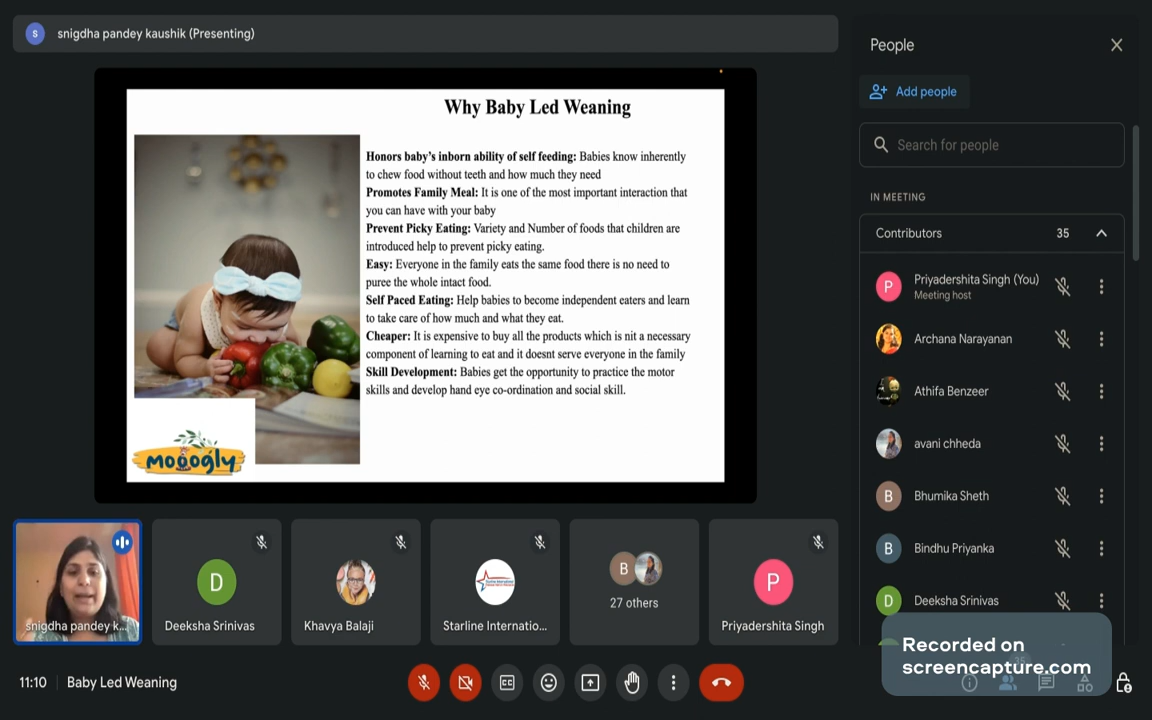 S
snigdha pandey kaushik (Presenting)
Why Baby Led Weaning
Honors baby's inborn ability of self feeding: Babies know inherently
to chew food without teeth and how much they need
Promotes Family Meal: It is one of the most important interaction that
you can have with your baby
Prevent Picky Eating: Variety and Number of foods that children are
introduced help to prevent picky eating.
Easy: Everyone in the family eats the same food there is no need to
puree the whole intact food.
Self Paced Eating: Help babies to become independent eaters and learn
to take care of how much and what they eat.
Cheaper: It is expensive to buy all the products which is nit a necessary
component of learning to eat and it doesnt serve everyone in the family
Skill Development: Babies get the opportunity to practice the motor
skills and develop hand eye co-ordination and social skill.
mooogly
snigdha pandey k...
D
Deeksha Srinivas
Khavya Balaji
Starline Internatio...
B
27 others
P
Priyadershita Singh
11:10
Baby Led Weaning
People
Add people
Search for people
IN MEETING
Contributors
35
P
Priyadershita Singh (You)
Meeting host
Archana Narayanan
Athifa Benzeer
avani chheda
B
Bhumika Sheth
B
Bindhu Priyanka
D
Deeksha Srinivas
Recorded on
screencapture.com